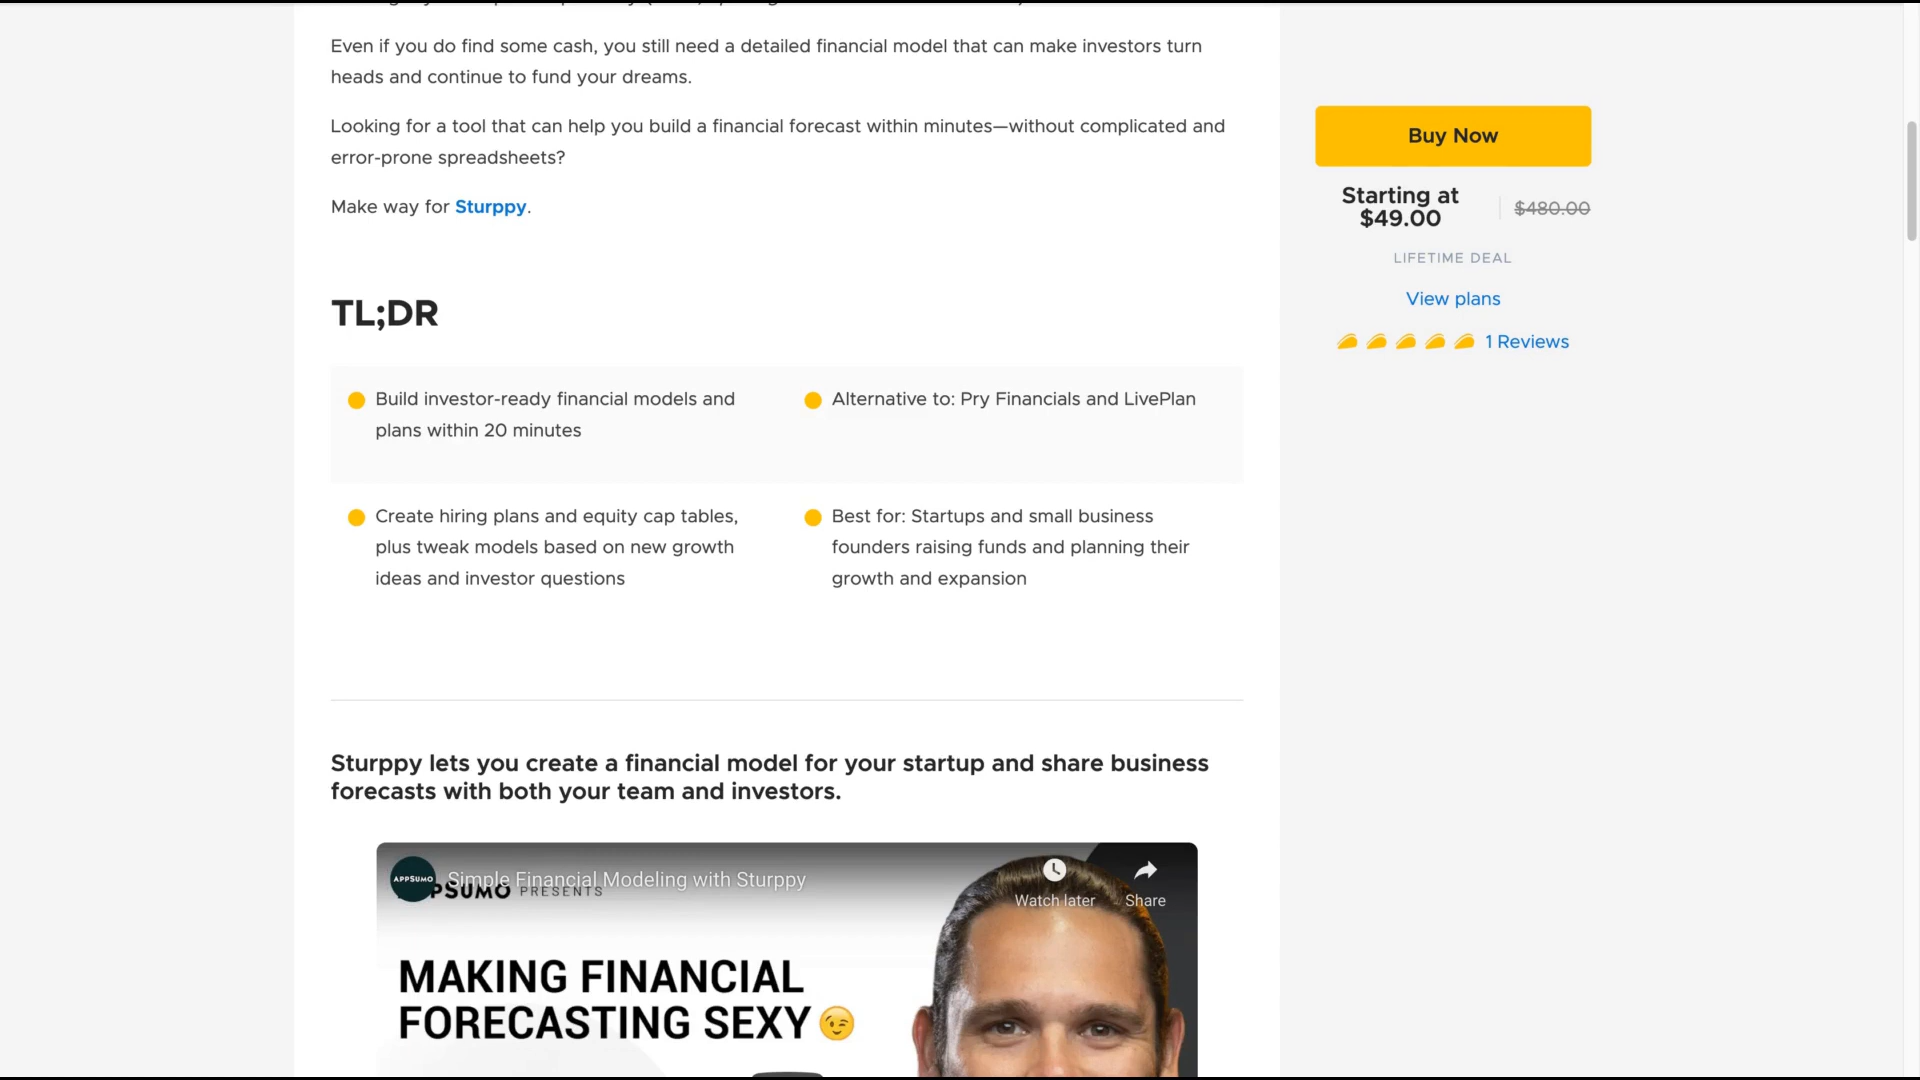 Even if you do find some cash, you still need a detailed financial model that can make investors turn
heads and continue to fund your dreams.
Looking for a tool that can help you build a financial forecast within minutes—without complicated and
error-prone spreadsheets?
Make way for Sturppy.
Buy Now
Starting at
$49.00
$480.00
LIFETIME DEAL
View plans
1 Reviews
TL;DR
Build investor-ready financial models and
plans within 20 minutes
Alternative to: Pry Financials and LivePlan
Create hiring plans and equity cap tables,
plus tweak models based on new growth
ideas and investor questions
Best for: Startups and small business
founders raising funds and planning their
growth and expansion
Sturppy lets you create a financial model for your startup and share business
forecasts with both your team and investors.
APPSUMO
Simple Financial Modeling with Sturppy
PSUMO PRESENTS
Watch later
Share
MAKING FINANCIAL
FORECASTING SEXY